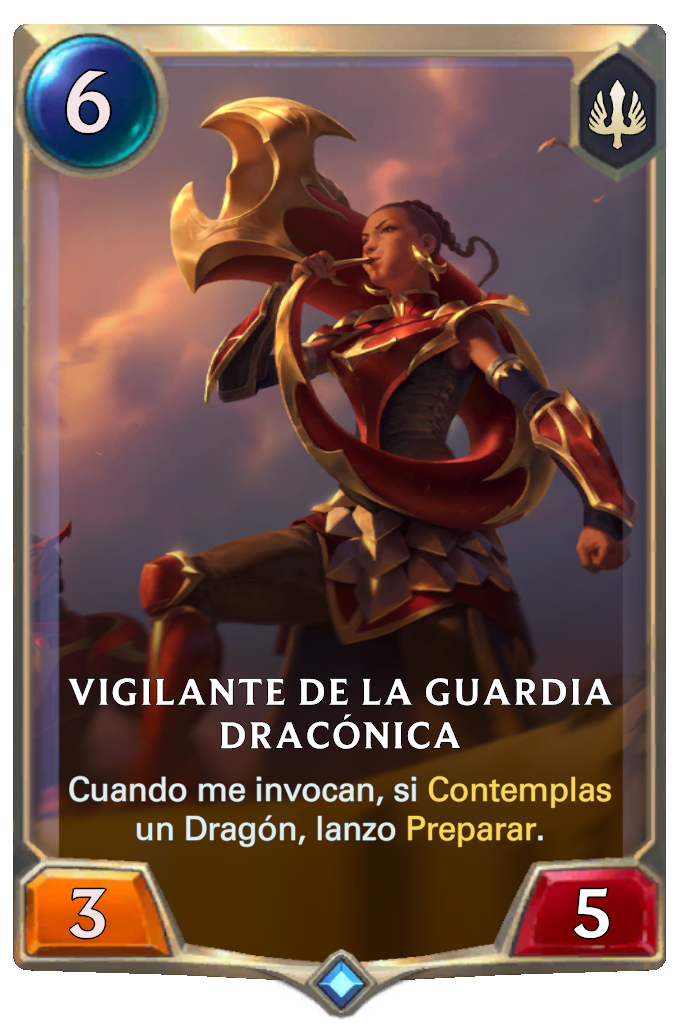 6
VIGILANTE DE LA GUARDIA
DRACÓNICA
Cuando me invocan, si Contemplas
un Dragón, lanzo Preparar.
3
5